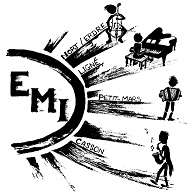 NORT / ERDRE
LIGNÉ
PETIT MARS
CASSON
EMI